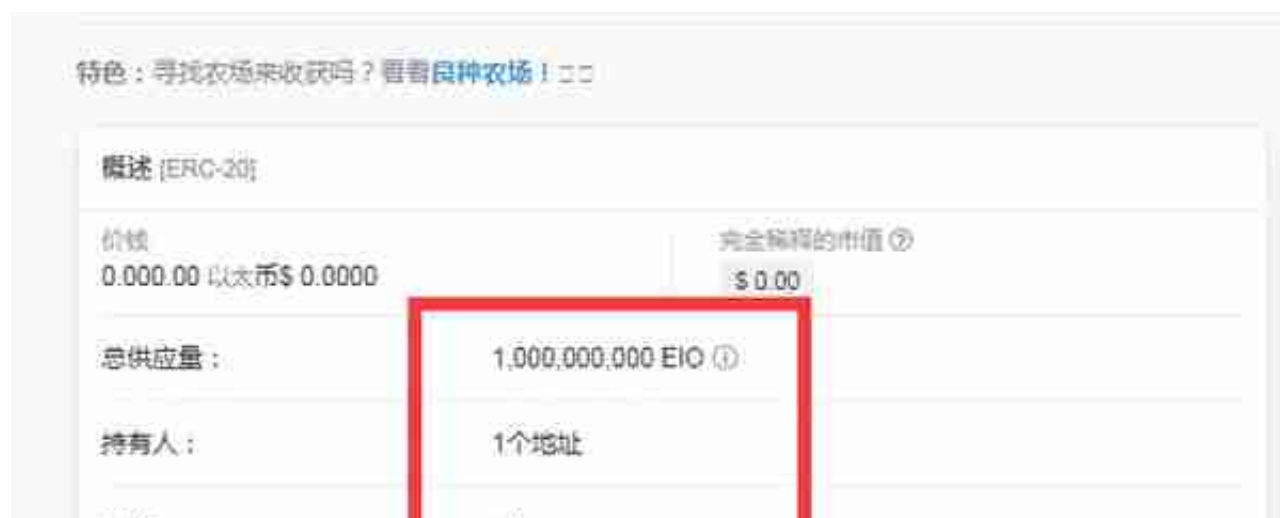 特色：寻找农场来收获吗？看看良种农场！□□
概述 [ERC-20]
价钱
0.000.00 以太币$ 0.0000
完全稀释的市值
$ 0.00
总供应量：
1,000,000,000 EIO
持有人：
1个地址